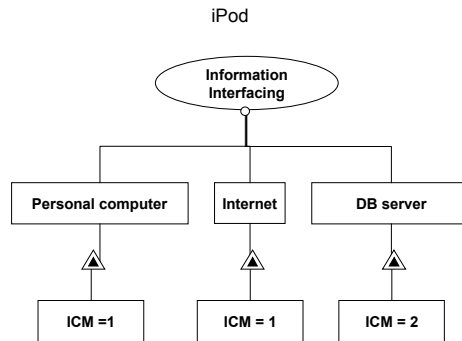 iPod
Information
Interfacing
Personal computer
Internet
DB server
ICM =1
ICM = 1
ICM = 2